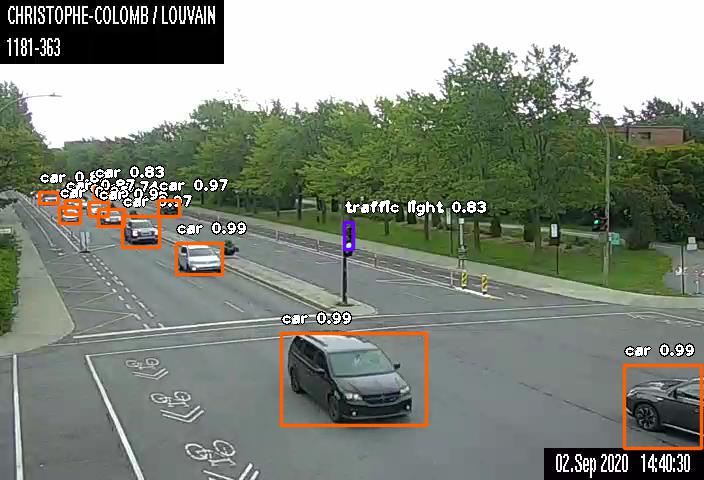 CHRISTOPHE-COLOMB / LOUVAIN
1181-363
car 0.83
car 0.97
traffic light 0.83
car 0.99
car 0.99
car 0.99
02.Sep 2020 14:40:30